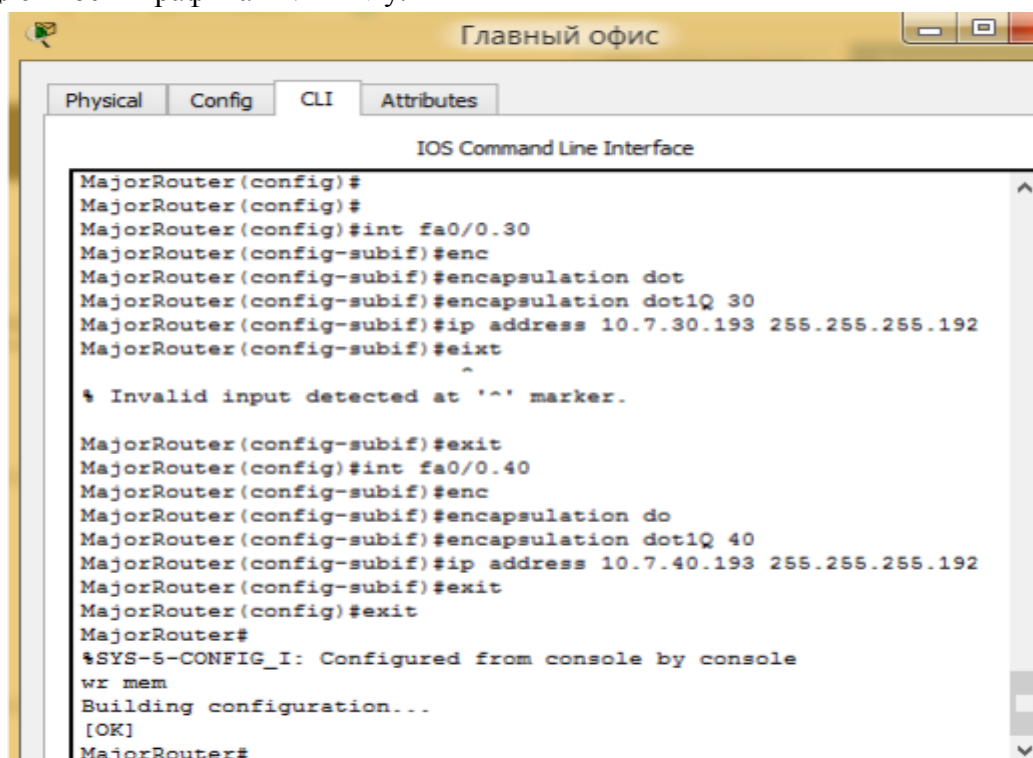 Главный офис
Physical Config CLI Attributes
IOS Command Line Interface
MajorRouter(config)#
MajorRouter(config)#
MajorRouter(config)#int fa0/0.30
MajorRouter(config-subif)#enc
MajorRouter(config-subif)#encapsulation dot
MajorRouter(config-subif)#encapsulation dot1Q 30
MajorRouter(config-subif)#ip address 10.7.30.193 255.255.255.192
MajorRouter(config-subif)#eixt
^
% Invalid input detected at '^' marker.
MajorRouter(config-subif)#exit
MajorRouter(config)#int fa0/0.40
MajorRouter(config-subif)#enc
MajorRouter(config-subif)#encapsulation do
MajorRouter(config-subif)#encapsulation dot1Q 40
MajorRouter(config-subif)#ip address 10.7.40.193 255.255.255.192
MajorRouter(config-subif)#exit
MajorRouter(config)#exit
MajorRouter#
%SYS-5-CONFIG_I: Configured from console by console
wr mem
Building configuration...
[OK]
MajorRouter#